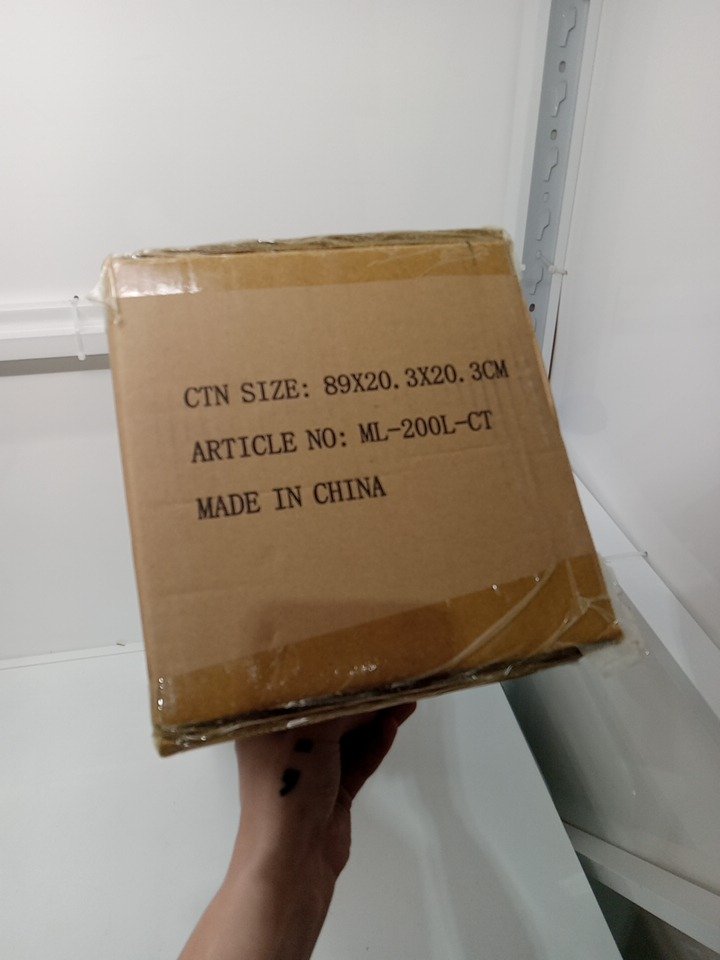 CTN SIZE: 89X20.3X20.3CM
ARTICLE NO: ML-200L-CT
MADE IN CHINA